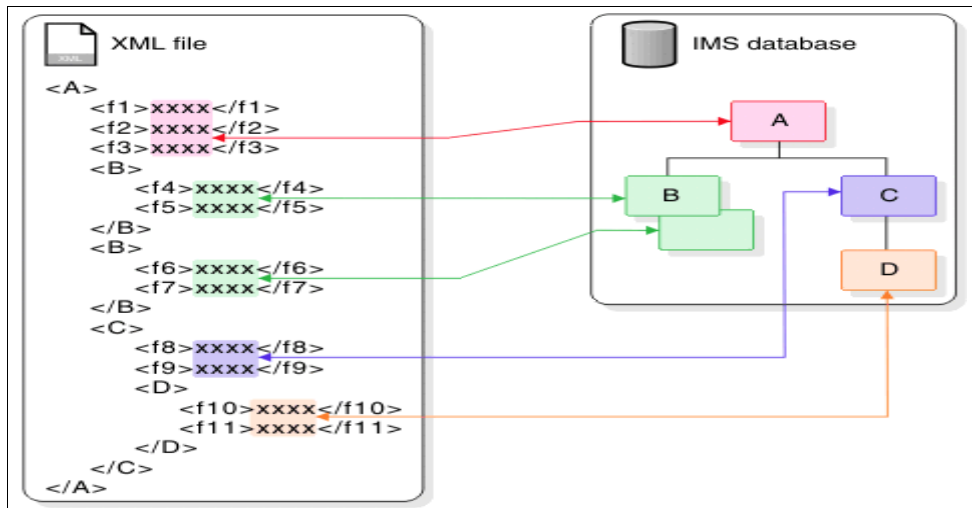 XML file
XML
<A>
<f1>xxxx</f1>
<f2>xxxx</f2>
<f3>xxxx</f3>
<B>
<f4>xxxx</f4>
<f5>xxxx</f5>
</B>
<B>
<f6>xxxx</f6>
<f7>xxxx</f7>
</B>
<C>
<f8>xxxx</f8>
<f9>xxxx</f9>
<D>
<f10>xxxx</f10>
<f11>xxxx</f11>
</D>
</C>
</A>
IMS database
A
B
C
D